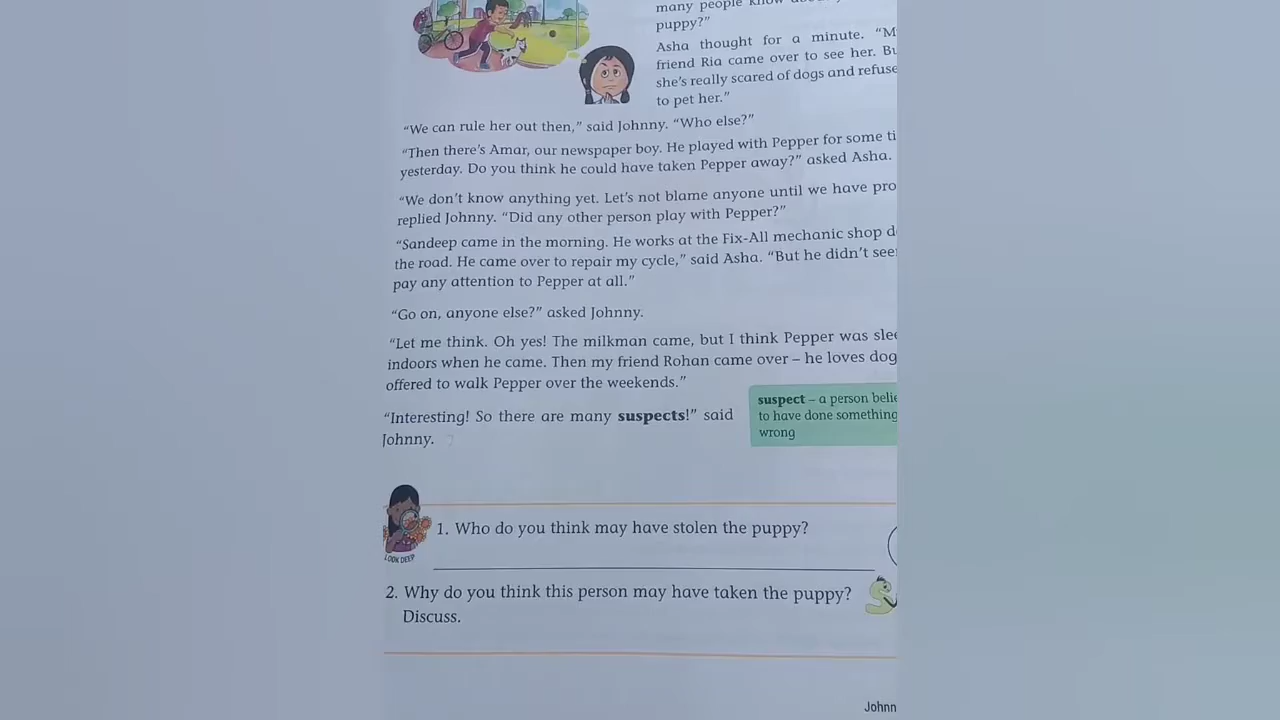 many people know
puppy?”
Asha thought for a minute. “M
friend Ria came over to see her. Bu
she's really scared of dogs and refuse
to pet her.”
“We can rule her out then,” said Johnny. “Who else?”
“Then there's Amar, our newspaper boy. He played with Pepper for some ti
yesterday. Do you think he could have taken Pepper away?” asked Asha.
“We don't know anything yet. Let's not blame anyone until we have pro
replied Johnny. “Did any other person play with Pepper?”
“Sandeep came in the morning. He works at the Fix-All mechanic shop d
the road. He came over to repair my cycle,” said Asha. “But he didn't see
pay any attention to Pepper at all.”
“Go on, anyone else?” asked Johnny.
“Let me think. Oh yes! The milkman came, but I think Pepper was slee
indoors when he came. Then my friend Rohan came over – he loves dog
offered to walk Pepper over the weekends.”
“Interesting! So there are many suspects!” said
Johnny.
suspect – a person belie
to have done something
wrong
LOOK DEEP
1. Who do you think may have stolen the puppy?
2. Why do you think this person may have taken the puppy?
Discuss.
Johnn